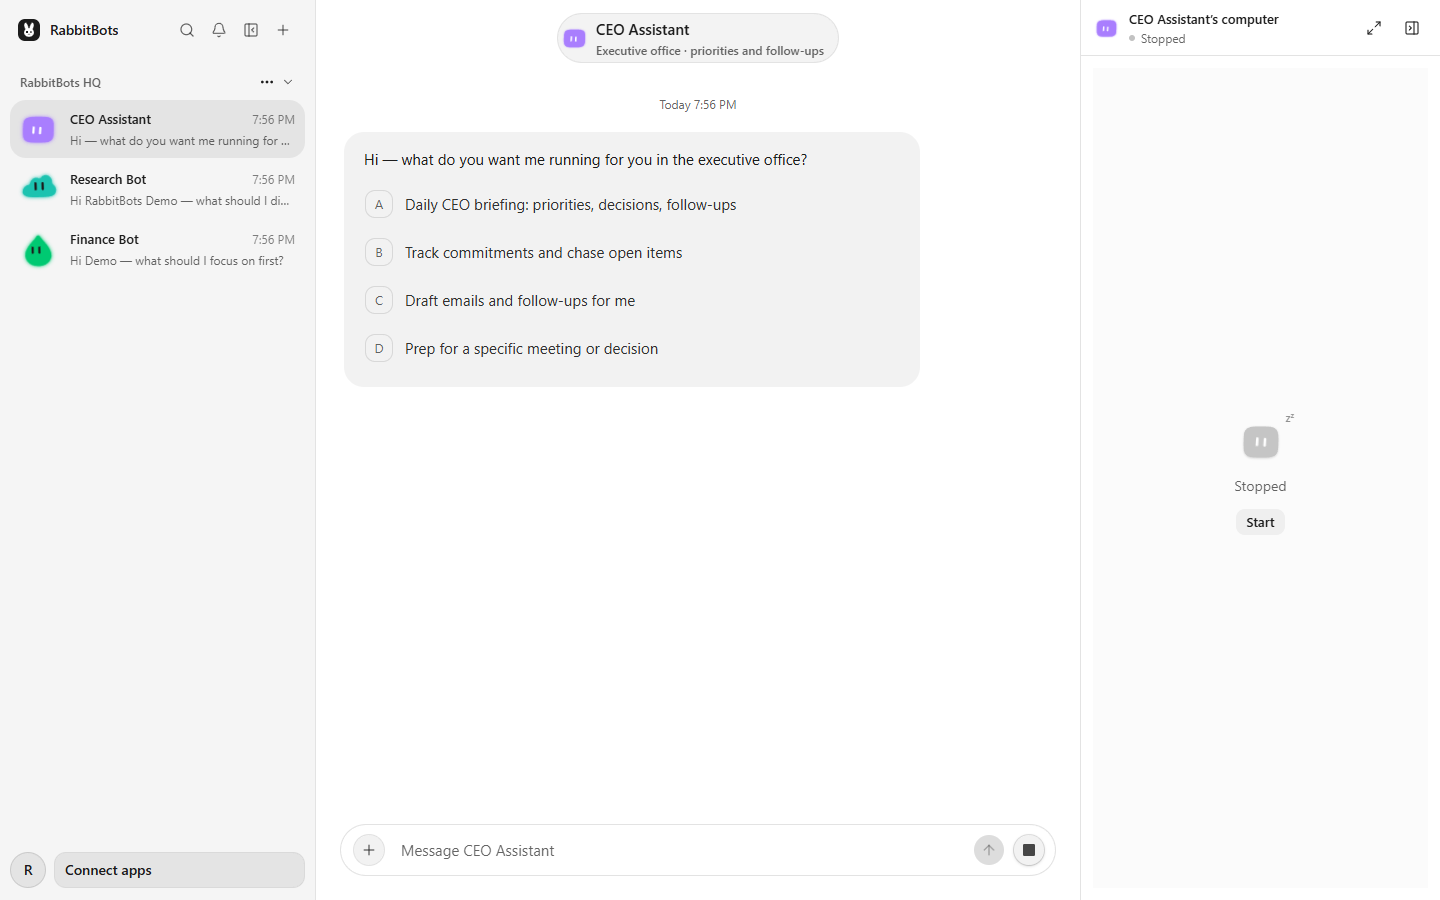 RabbitBots
RabbitBots HQ
CEO Assistant
7:56 PM
Hi — what do you want me running for ...
Research Bot
7:56 PM
Hi RabbitBots Demo — what should I di...
Finance Bot
7:56 PM
Hi Demo — what should I focus on first?
R
Connect apps
CEO Assistant
Executive office · priorities and follow-ups
Today 7:56 PM
Hi — what do you want me running for you in the executive office?
A Daily CEO briefing: priorities, decisions, follow-ups
B Track commitments and chase open items
C Draft emails and follow-ups for me
D Prep for a specific meeting or decision
Message CEO Assistant
CEO Assistant's computer
Stopped
zz
Stopped
Start